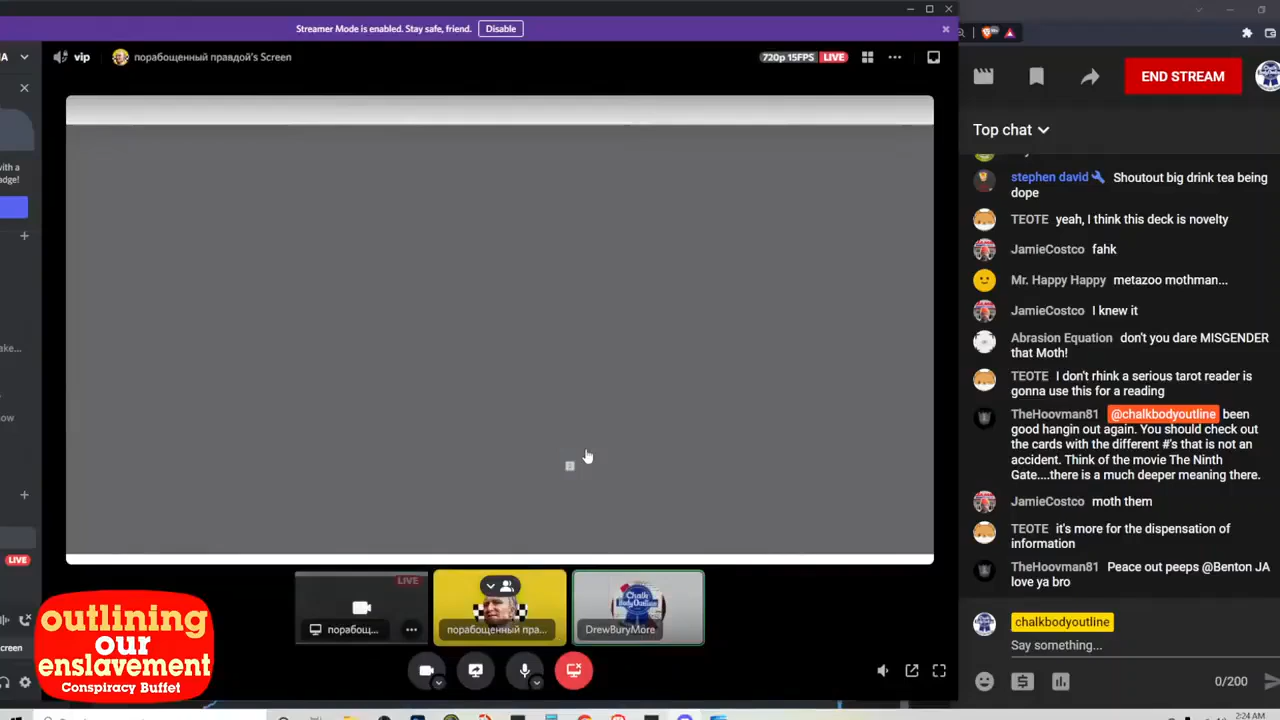 Streamer Mode is enabled. Stay safe, friend.
Disable
vip
порабощенный правдой's Screen
720p 15FPS
LIVE
END STREAM
Top chat
with a
LIVE
stephen david Shoutout big drink tea being
dope
TEOTE yeah, I think this deck is novelty
JamieCostco fahk
Mr. Happy Happy metazoo mothman...
JamieCostco I knew it
Abrasion Equation don't you dare MISGENDER
that Moth!
TEOTE I don't rhink a serious tarot reader is
gonna use this for a reading
TheHoovman81 @chalkbodyoutline been
good hangin out again. You should check out
the cards with the different #'s that is not an
accident. Think of the movie The Ninth
Gate....there is a much deeper meaning there.
JamieCostco moth them
TEOTE it's more for the dispensation of
information
TheHoovman81 Peace out peeps @Benton JA
love ya bro
chalkbodyoutline
Say something...
0/200
LIVE
порабощ...
порабощенный пра...
Chalk
Body Outline
DrewBuryMore
outlining
our
enslavement
Conspiracy Buffet
2:24 AM